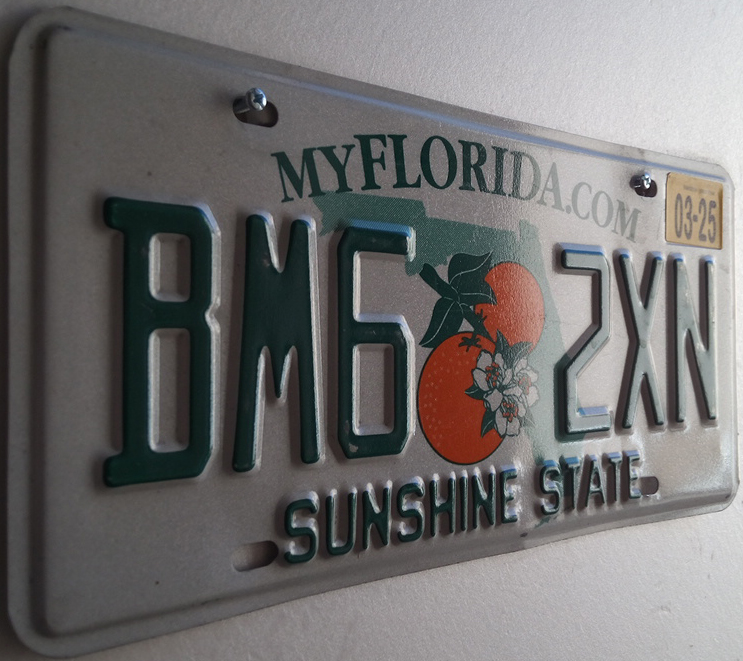 MYFLORIDA.COM
03-25
BM6 2XN
SUNSHINE STATE